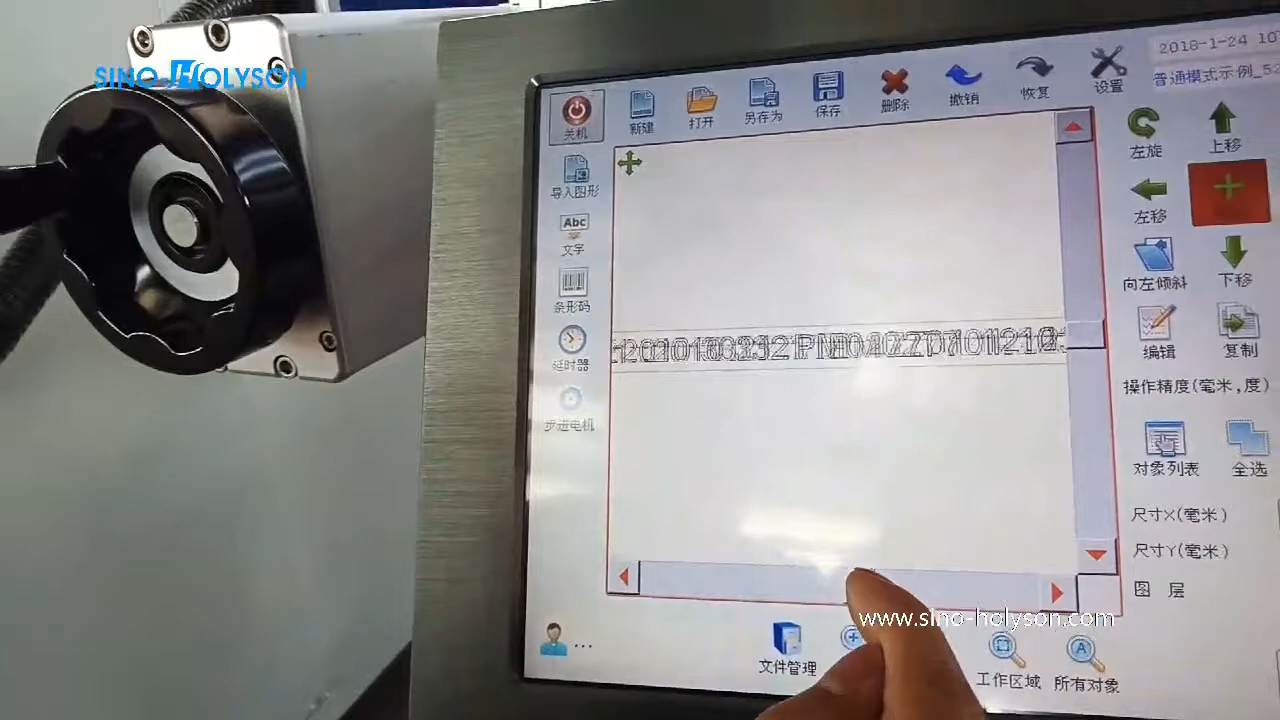 SINO-HOLYSON
2018-1-24 10
普通模式示例_52
关机
新建
打开
另存为
保存
删除
撤销
恢复
设置
导入图形
Abc
文字
条形码
延时器
步进电机
左旋
上移
左移
向左倾斜
下移
编辑
复制
操作精度(毫米,度)
对象列表
全选
尺寸X(毫米)
尺寸Y(毫米)
图 层
www.sino-holyson.com
...
文件管理
工作区域
A
所有对象